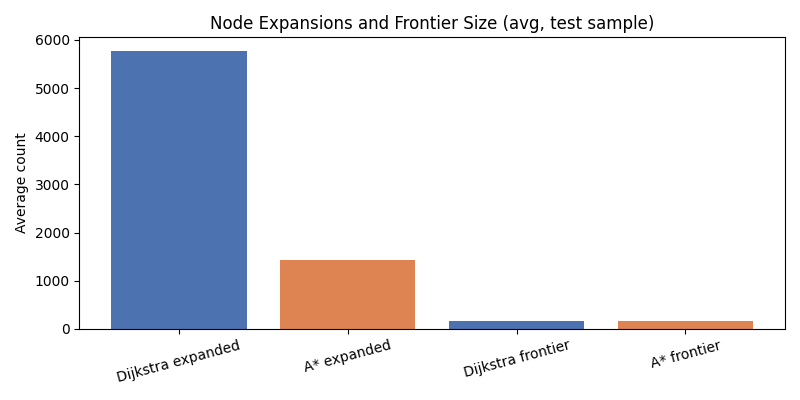 Node Expansions and Frontier Size (avg, test sample)
Average count
6000
5000
4000
3000
2000
1000
0
Dijkstra expanded
A* expanded
Dijkstra frontier
A* frontier